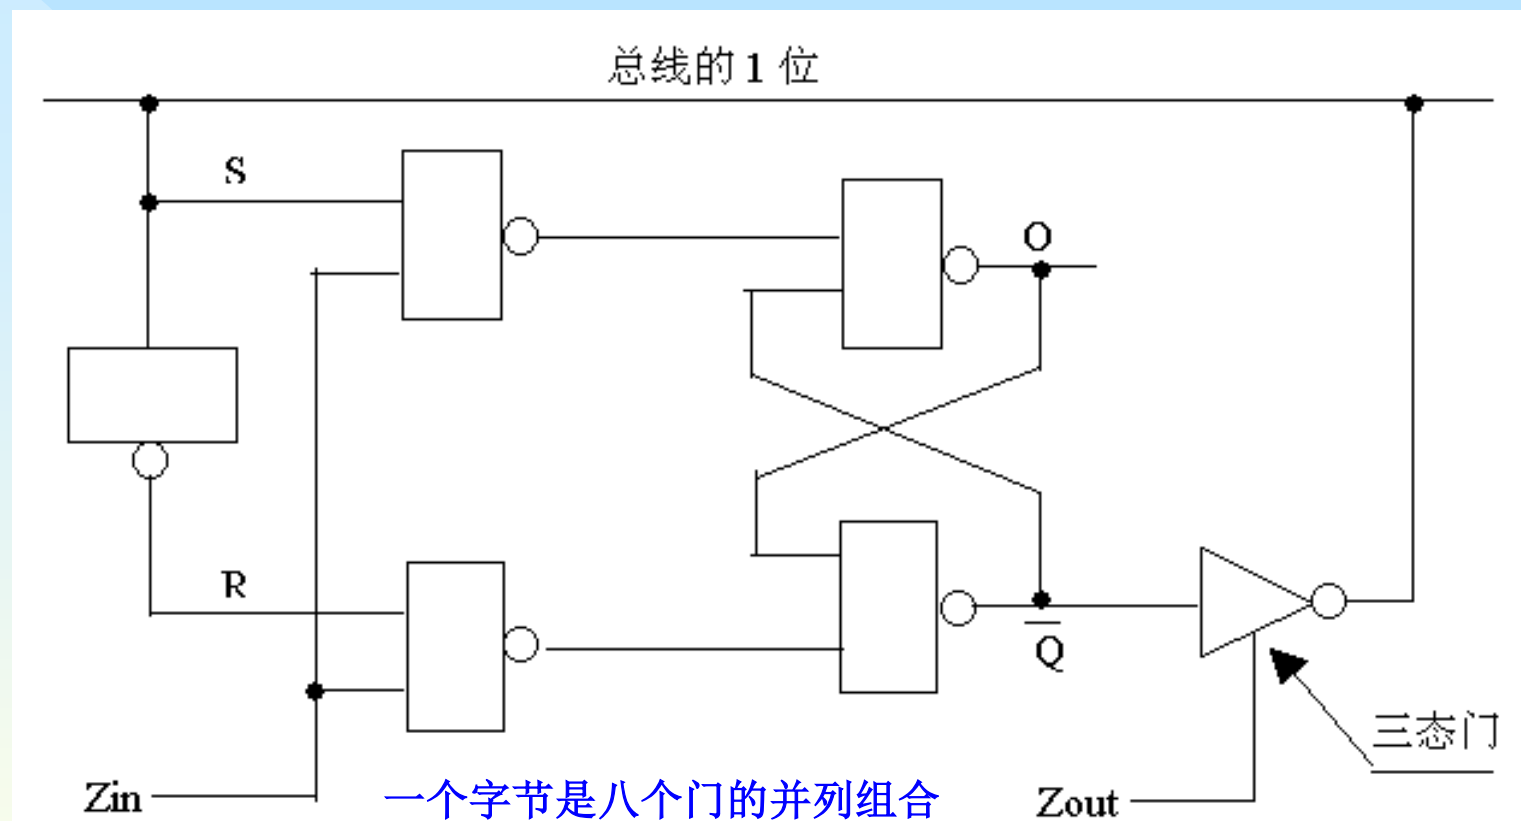 总线的1位
S
O
R
Q
三态门
Zin
一个字节是八个门的并列组合
Zout